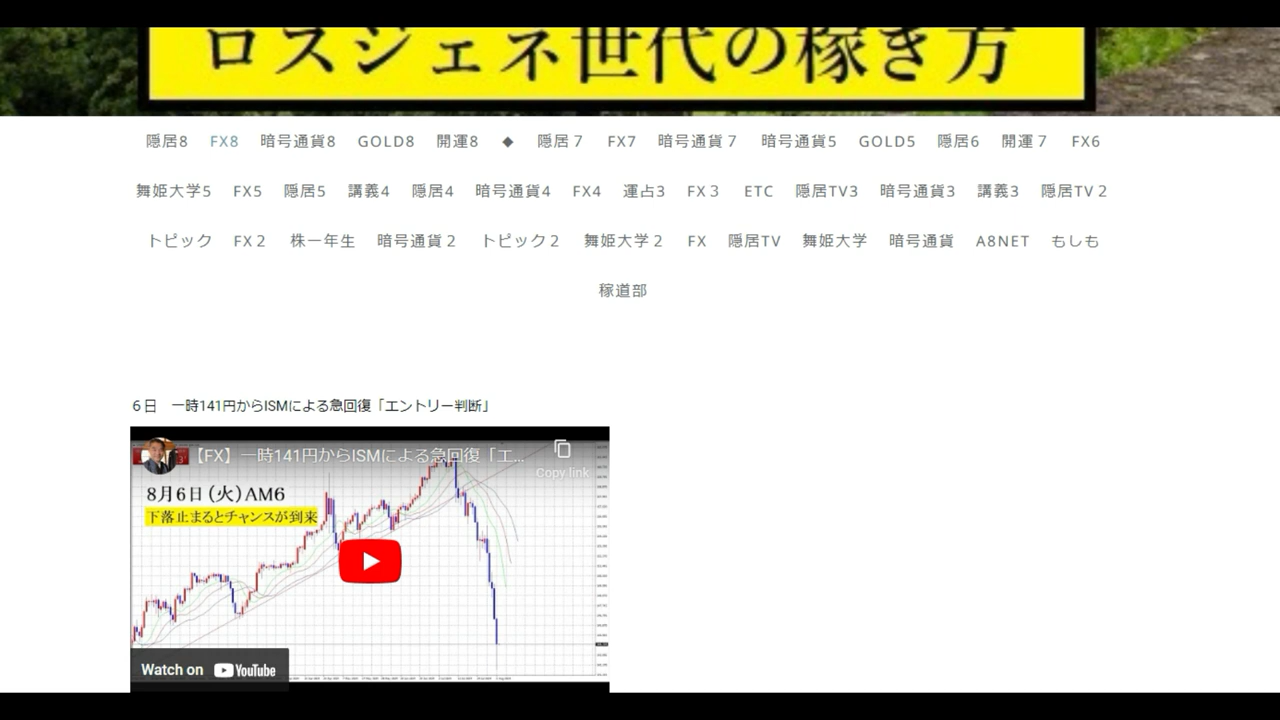 ロスジェネ世代の稼ぎ方
隠居8 FX8 暗号通貨8 GOLD8 開運8 ◆ 隠居７ FX7 暗号通貨７ 暗号通貨5 GOLD5 隠居6 開運７ FX6
舞姫大学5 FX5 隠居5 講義4 隠居4 暗号通貨4 FX4 運占3 FX３ ETC 隠居TV3 暗号通貨3 講義3 隠居TV２
トピック FX２ 株一年生 暗号通貨２ トピック２ 舞姫大学２ FX 隠居TV 舞姫大学 暗号通貨 A8NET もしも
稼道部
６日　一時141円からISMによる急回復「エントリー判断」
【FX】一時141円からISMによる急回復「エ...
Copy link
8月6日（火）AM6
下落止まるとチャンスが到来
Watch on YouTube